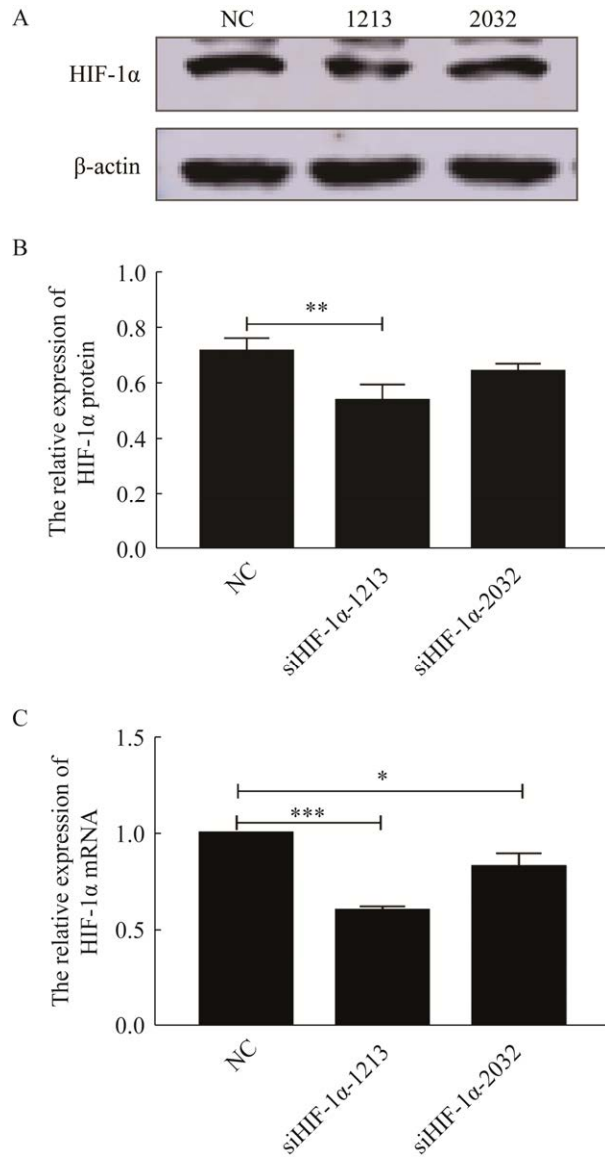 A
NC 1213 2032
HIF-1α
β-actin
B
The relative expression of
HIF-1α protein
1.0
0.8
0.6
0.4
0.2
0.0
**
NC
siHIF-1α-1213
siHIF-1α-2032
C
The relative expression of
HIF-1α mRNA
1.5
1.0
0.5
0.0
*
***
NC
siHIF-1α-1213
siHIF-1α-2032